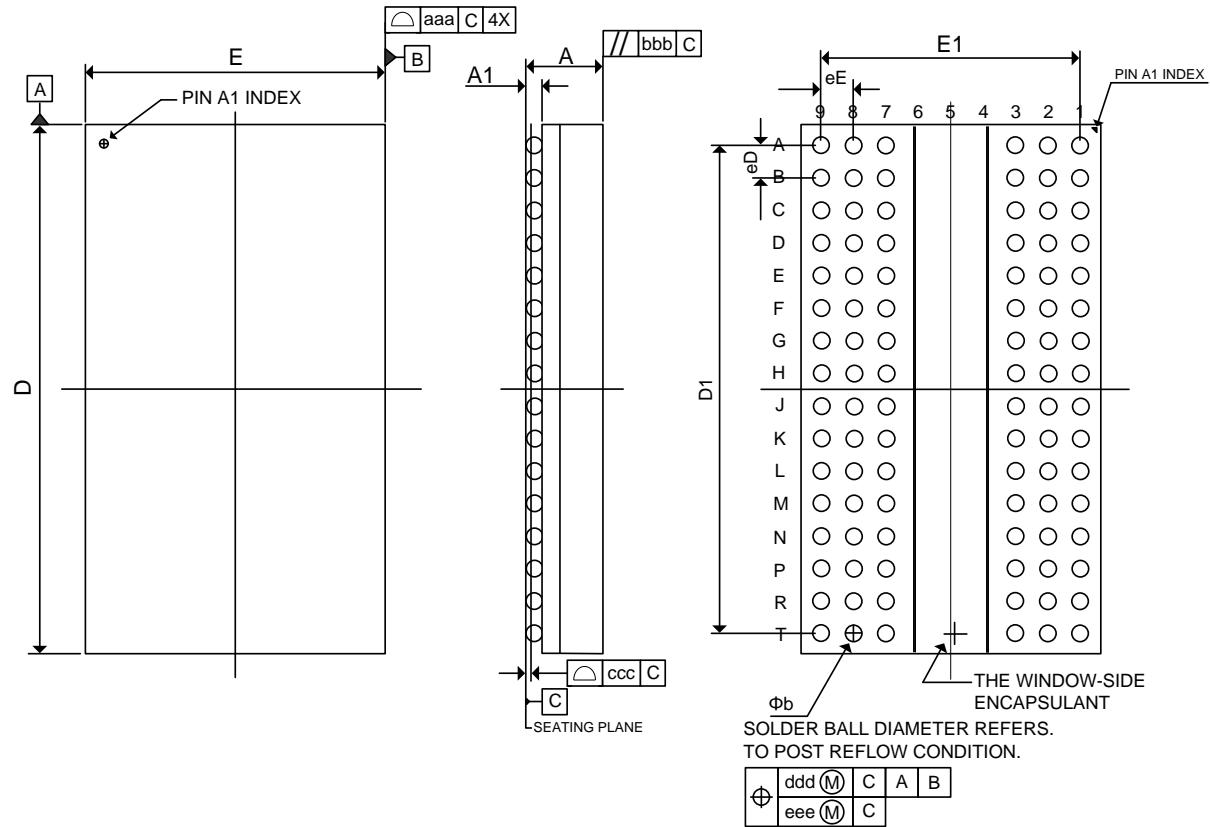 aaa C 4X
E
B
A
PIN A1 INDEX
D
A1
A
// bbb C
ccc C
C
SEATING PLANE
E1
eE
PIN A1 INDEX
9 8 7 6 5 4 3 2 1
eD
D1
A
B
C
D
E
F
G
H
J
K
L
M
N
P
R
T
THE WINDOW-SIDE
ENCAPSULANT
Φb
SOLDER BALL DIAMETER REFERS.
TO POST REFLOW CONDITION.
ddd M C A B
eee M C